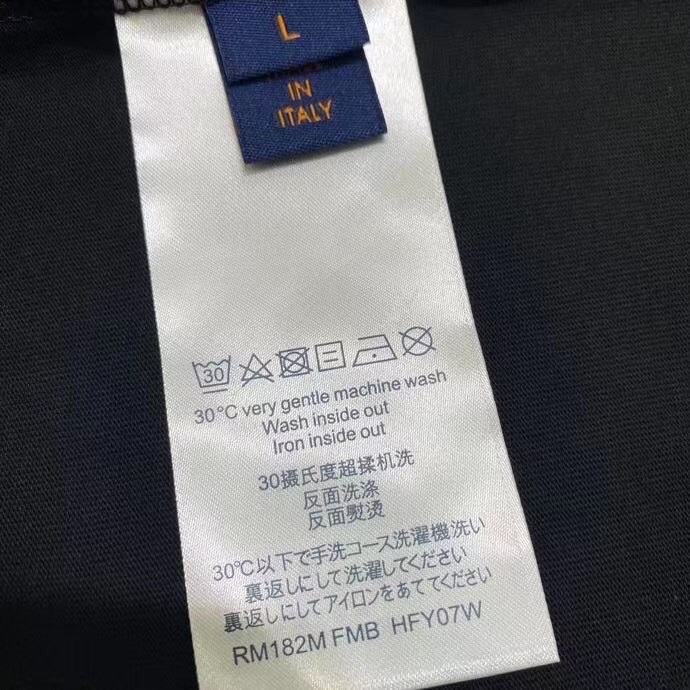 L
IN
ITALY
30
30°C very gentle machine wash
Wash inside out
Iron inside out
30摄氏度超揉机洗
反面洗涤
反面熨烫
30℃以下で手洗コース洗濯機洗い
裏返しにして洗濯してください
裏返しにしてアイロンをあててください
RM182M FMB HFY07W